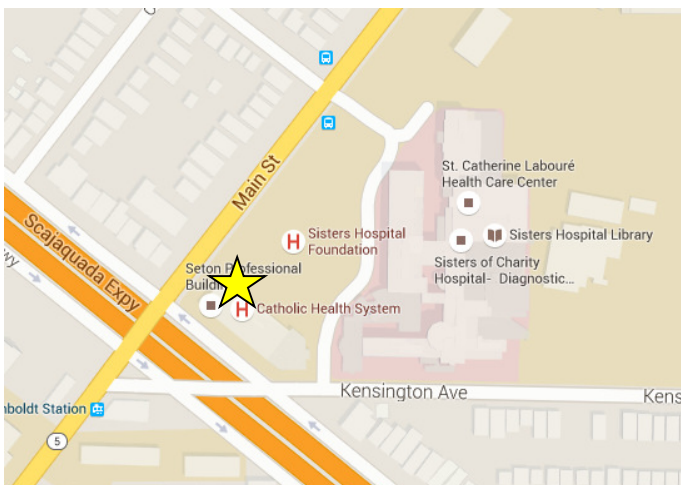 Main St
St. Catherine Labouré
Health Care Center
H
Sisters Hospital
Foundation
Sisters Hospital Library
Scajaquada Expy
Sisters of Charity
Hospital- Diagnostic...
Seton Professional
H
Catholic Health System
Kensington Ave
Kens
mboldt Station
5